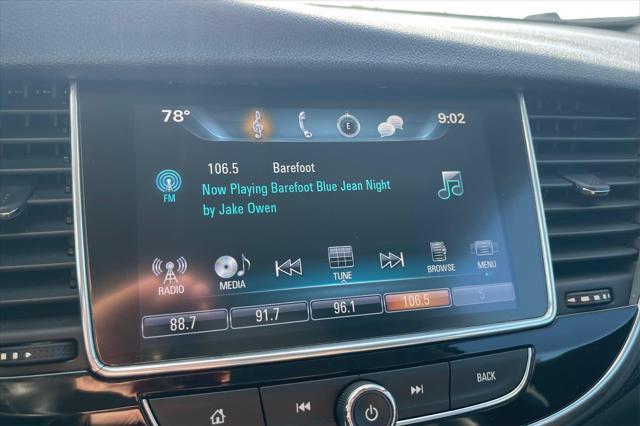 78° 9:02
E
106.5 Barefoot
FM
Now Playing Barefoot Blue Jean Night
by Jake Owen
RADIO MEDIA TUNE BROWSE MENU
88.7 91.7 96.1 106.5 5
BACK